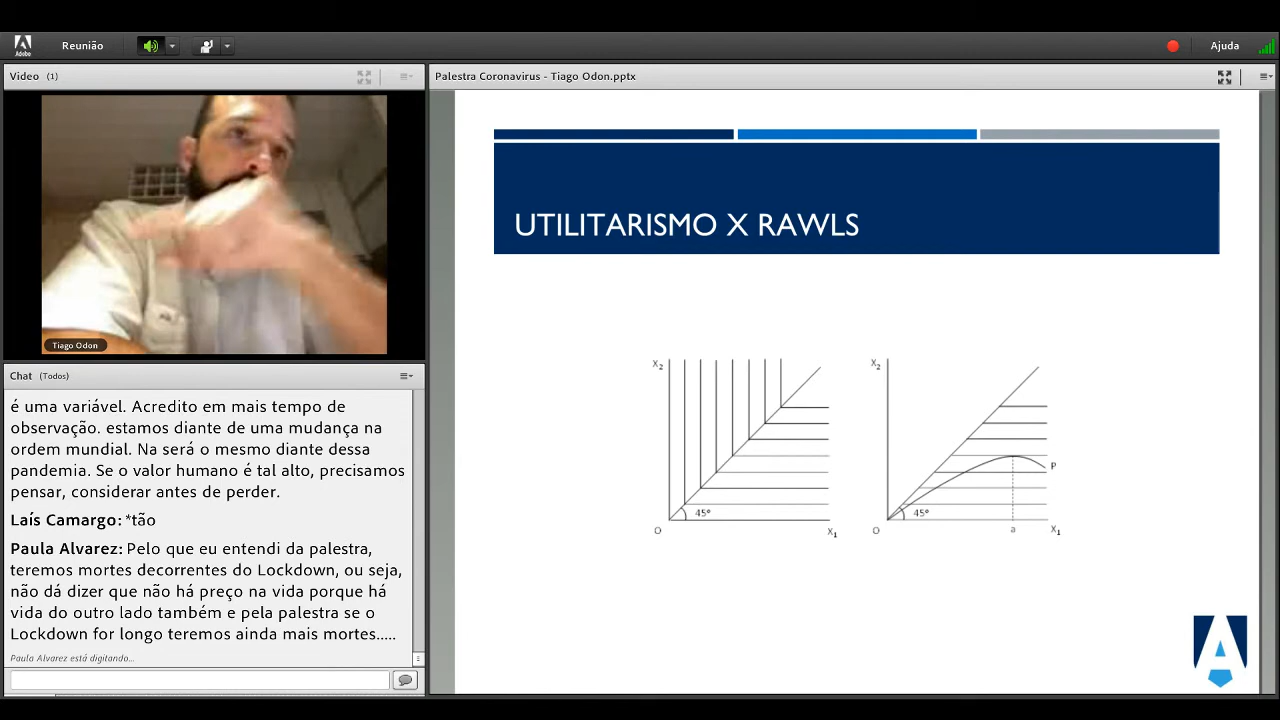 Adobe
Reunião
Ajuda
Video (1)
Tiago Odon
Chat (Todos)
é uma variável. Acredito em mais tempo de
observação. estamos diante de uma mudança na
ordem mundial. Na será o mesmo diante dessa
pandemia. Se o valor humano é tal alto, precisamos
pensar, considerar antes de perder.
Laís Camargo: *tão
Paula Alvarez: Pelo que eu entendi da palestra,
teremos mortes decorrentes do Lockdown, ou seja,
não dá dizer que não há preço na vida porque há
vida do outro lado também e pela palestra se o
Lockdown for longo teremos ainda mais mortes.....
Paula Alvarez está digitando...
Palestra Coronavirus - Tiago Odon.pptx
UTILITARISMO X RAWLS
X2
45°
O
X1
X2
P
45°
O
a
X1